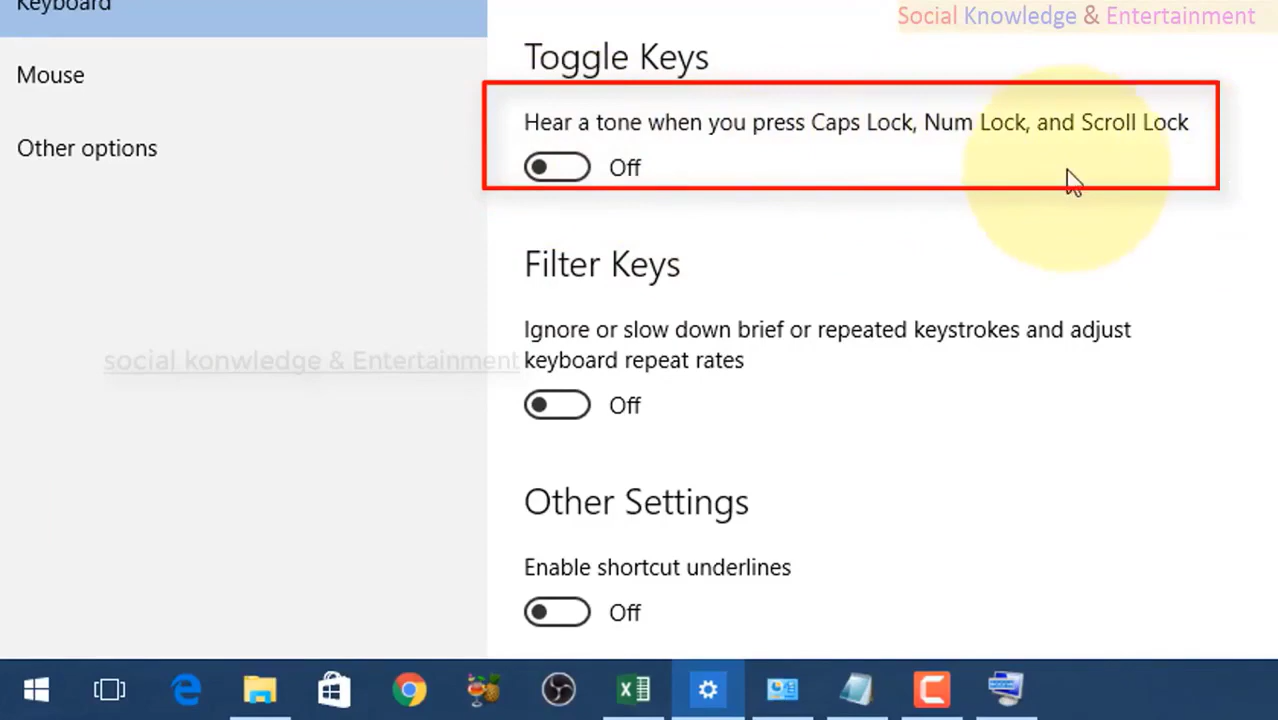 Keyboard
Social Knowledge & Entertainment
Mouse
Other options
Toggle Keys
Hear a tone when you press Caps Lock, Num Lock, and Scroll Lock
Off
Filter Keys
Ignore or slow down brief or repeated keystrokes and adjust
keyboard repeat rates
Off
social konwledge & Entertainment
Other Settings
Enable shortcut underlines
Off